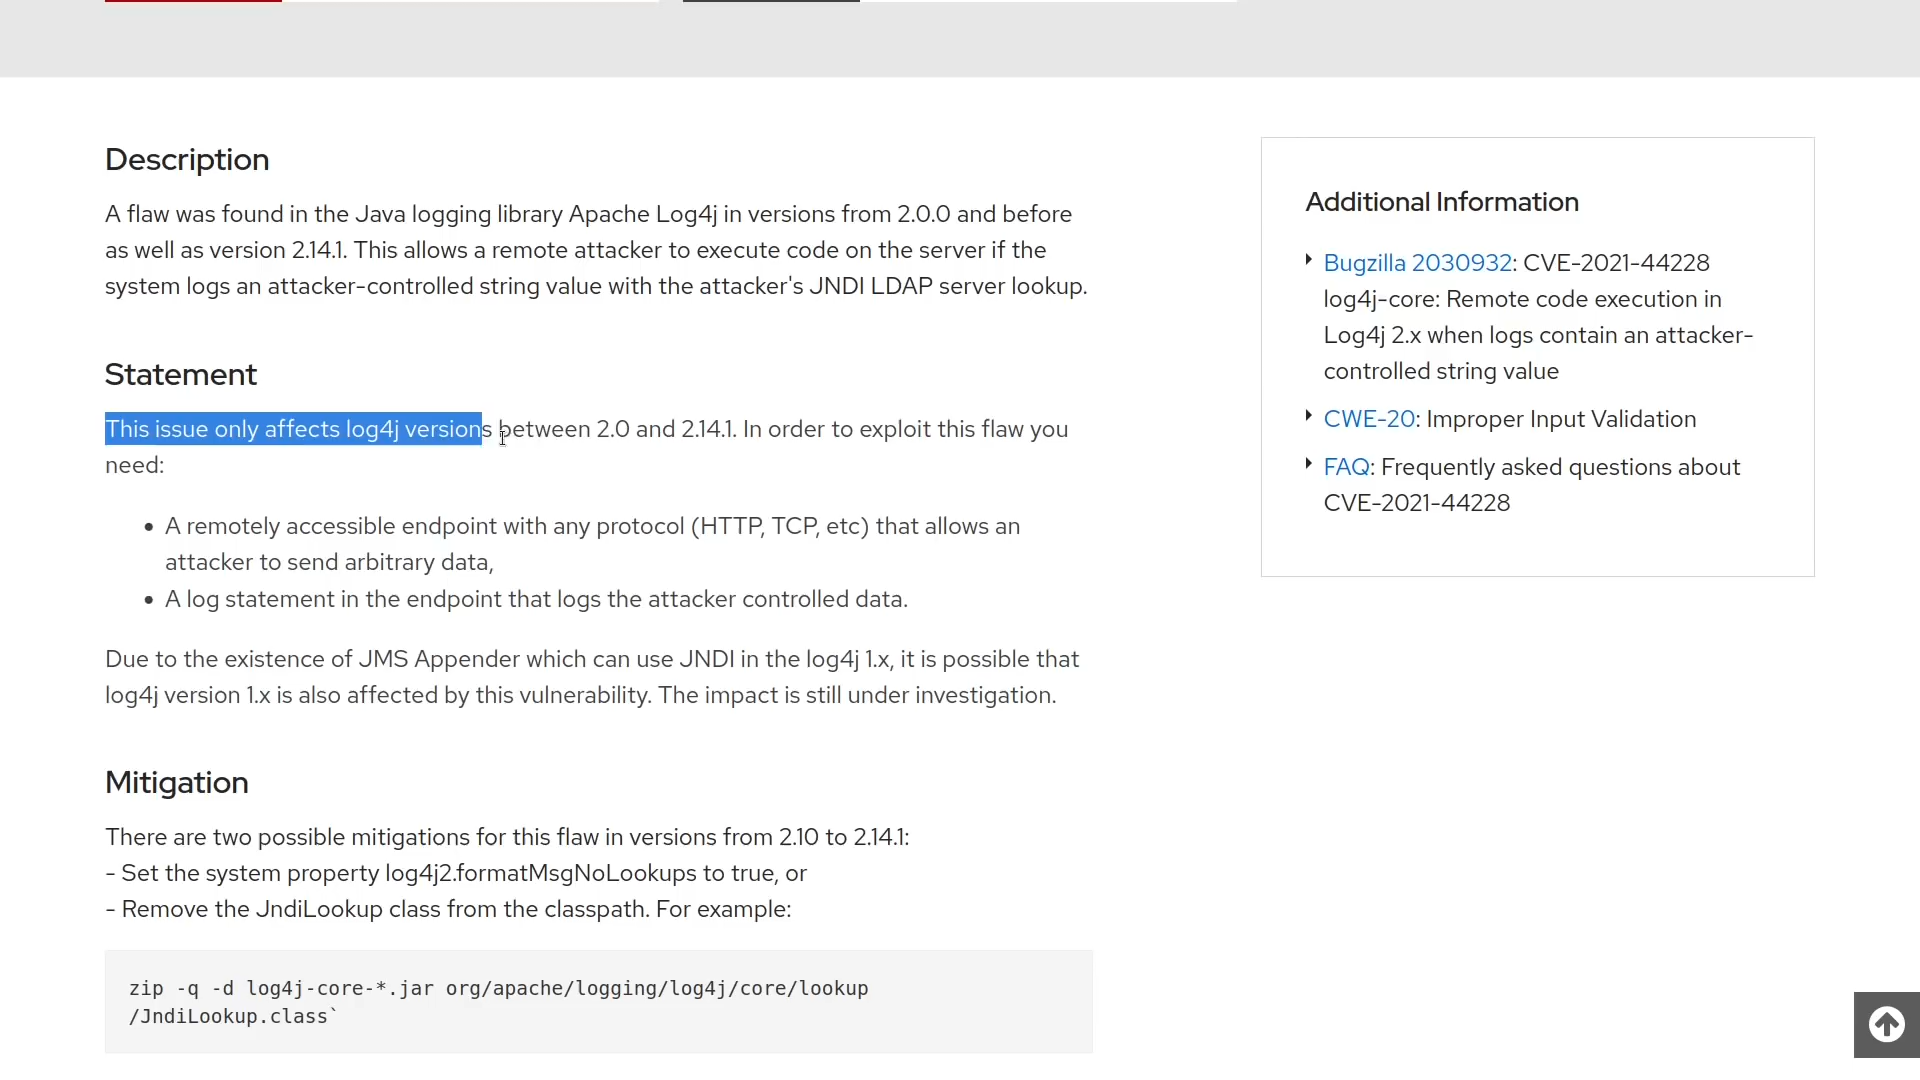 Description
A flaw was found in the Java logging library Apache Log4j in versions from 2.0.0 and before
as well as version 2.14.1. This allows a remote attacker to execute code on the server if the
system logs an attacker-controlled string value with the attacker's JNDI LDAP server lookup.
Statement
This issue only affects log4j versions between 2.0 and 2.14.1. In order to exploit this flaw you
need:
• A remotely accessible endpoint with any protocol (HTTP, TCP, etc) that allows an
attacker to send arbitrary data,
• A log statement in the endpoint that logs the attacker controlled data.
Due to the existence of JMS Appender which can use JNDI in the log4j 1.x, it is possible that
log4j version 1.x is also affected by this vulnerability. The impact is still under investigation.
Mitigation
There are two possible mitigations for this flaw in versions from 2.10 to 2.14.1:
- Set the system property log4j2.formatMsgNoLookups to true, or
- Remove the JndiLookup class from the classpath. For example:
zip -q -d log4j-core-*.jar org/apache/logging/log4j/core/lookup
/JndiLookup.class`
Additional Information
Bugzilla 2030932: CVE-2021-44228
log4j-core: Remote code execution in
Log4j 2.x when logs contain an attacker-
controlled string value
CWE-20: Improper Input Validation
FAQ: Frequently asked questions about
CVE-2021-44228